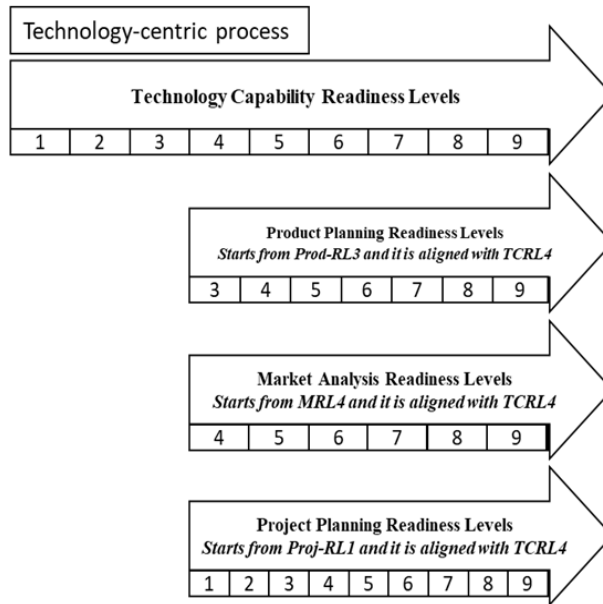 Technology-centric process
Technology Capability Readiness Levels
1 2 3 4 5 6 7 8 9
Product Planning Readiness Levels
Starts from Prod-RL3 and it is aligned with TCRL4
3 4 5 6 7 8 9
Market Analysis Readiness Levels
Starts from MRL4 and it is aligned with TCRL4
4 5 6 7 8 9
Project Planning Readiness Levels
Starts from Proj-RL1 and it is aligned with TCRL4
1 2 3 4 5 6 7 8 9